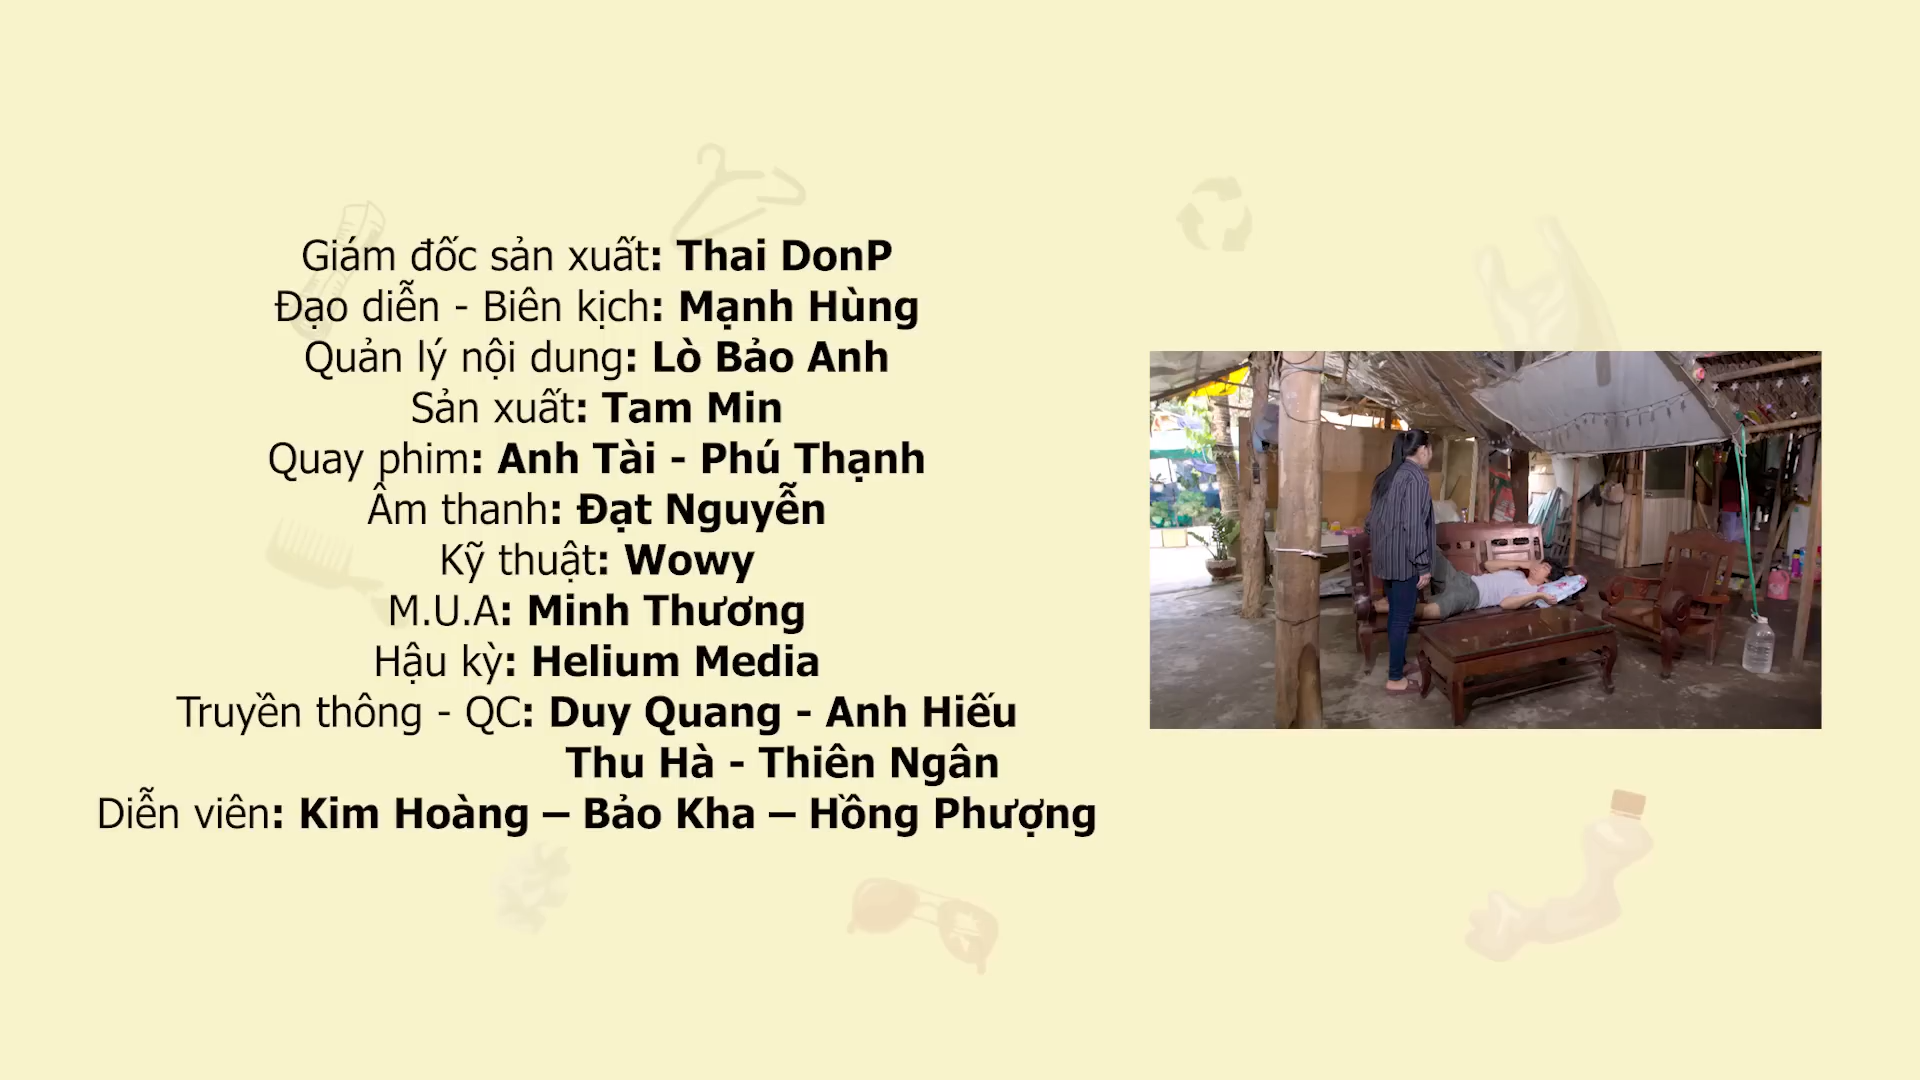 Giám đốc sản xuất: Thai DonP
Đạo diễn - Biên kịch: Mạnh Hùng
Quản lý nội dung: Lò Bảo Anh
Sản xuất: Tam Min
Quay phim: Anh Tài - Phú Thạnh
Âm thanh: Đạt Nguyễn
Kỹ thuật: Wowy
M.U.A: Minh Thương
Hậu kỳ: Helium Media
Truyền thông - QC: Duy Quang - Anh Hiếu
Thu Hà - Thiên Ngân
Diễn viên: Kim Hoàng – Bảo Kha – Hồng Phượng